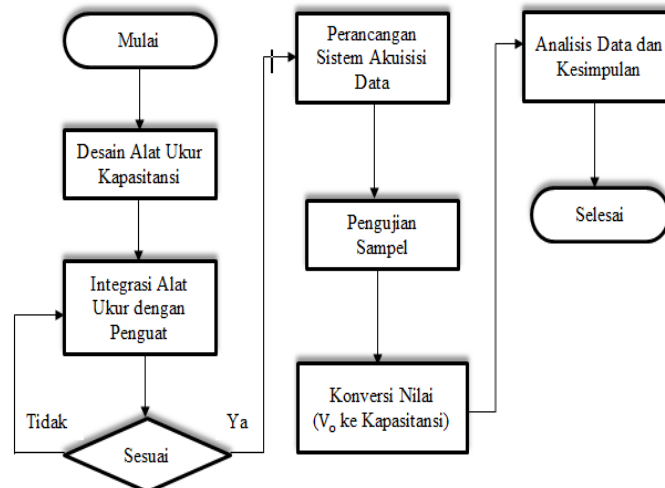 Mulai
Desain Alat Ukur
Kapasitansi
Integrasi Alat
Ukur dengan
Penguat
Tidak
Sesuai
Ya
Perancangan
Sistem Akuisisi
Data
Pengujian
Sampel
Konversi Nilai
(Vo ke Kapasitansi)
Analisis Data dan
Kesimpulan
Selesai